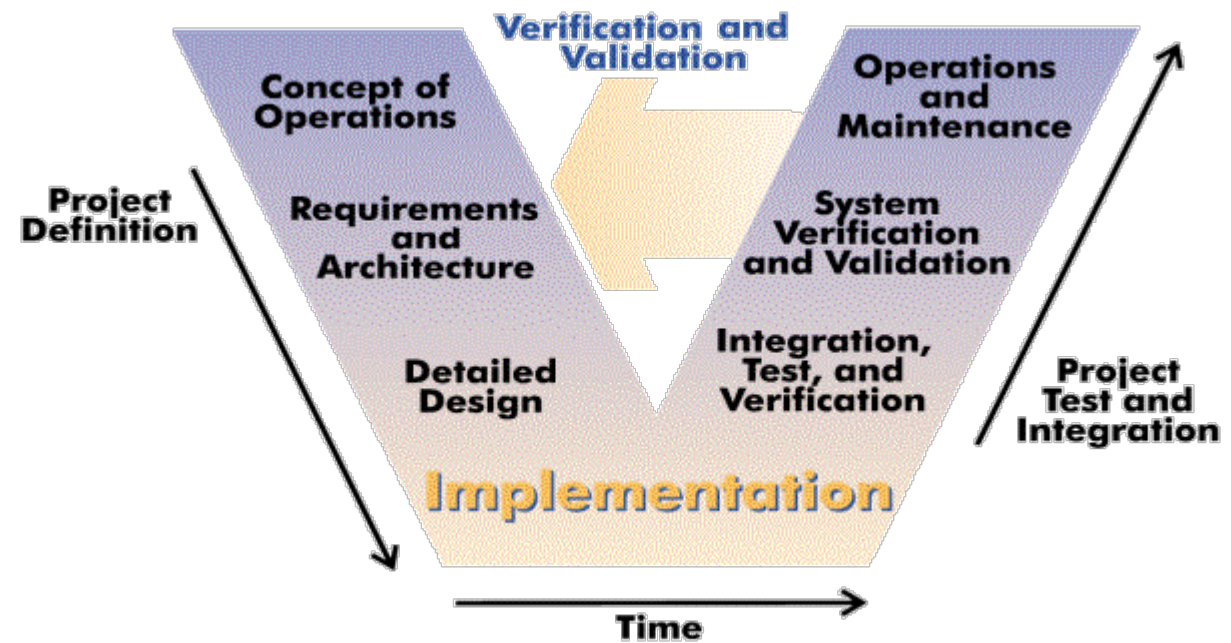 Verification and
Validation
Concept of
Operations
Operations
and
Maintenance
Project
Definition
Requirements
and
Architecture
System
Verification
and Validation
Detailed
Design
Integration,
Test, and
Verification
Project
Test and
Integration
Implementation
Time